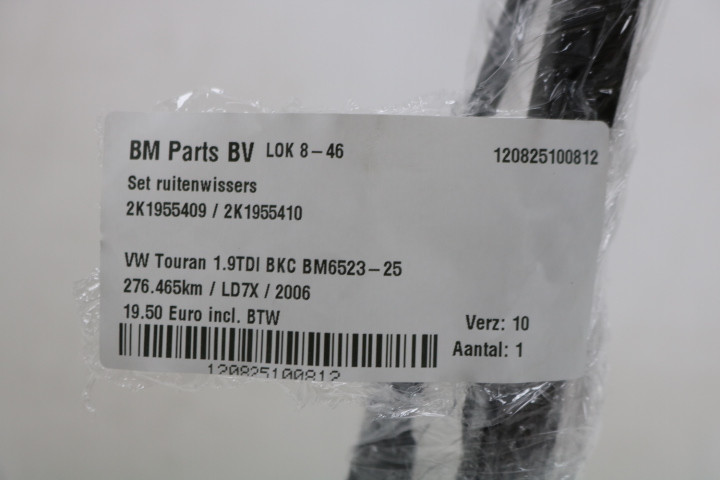 BM Parts BV LOK 8-46 120825100812
Set ruitenwissers
2K1955409 / 2K1955410
VW Touran 1.9TDI BKC BM6523-25
276.465km / LD7X / 2006
19.50 Euro incl. BTW
Verz: 10
Aantal: 1
120825100812